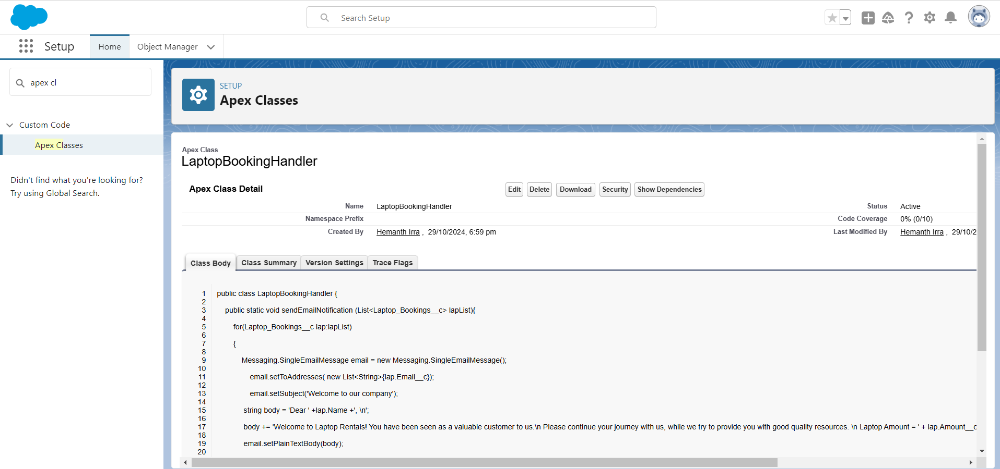 Search Setup
Setup
Home
Object Manager
apex cl
Custom Code
Apex Classes
Didn't find what you're looking for?
Try using Global Search.
SETUP
Apex Classes
Apex Class
LaptopBookingHandler
Apex Class Detail
Edit Delete Download Security Show Dependencies
Name LaptopBookingHandler Status Active
Namespace Prefix Code Coverage 0% (0/10)
Created By Hemanth Irra , 29/10/2024, 6:59 pm Last Modified By Hemanth Irra , 29/10/2
Class Body Class Summary Version Settings Trace Flags
1 public class LaptopBookingHandler {
2
3 public static void sendEmailNotification (List<Laptop_Bookings__c> lapList){
4
5 for(Laptop_Bookings__c lap:lapList)
6
7 {
8
9 Messaging.SingleEmailMessage email = new Messaging.SingleEmailMessage();
10
11 email.setToAddresses( new List<String>{lap.Email__c});
12
13 email.setSubject('Welcome to our company');
14
15 string body = 'Dear ' +lap.Name +', \n';
16
17 body += 'Welcome to Laptop Rentals! You have been seen as a valuable customer to us.\n Please continue your journey with us, while we try to provide you with good quality resources. \n Laptop Amount = ' + lap.Amount__c
18
19 email.setPlainTextBody(body);
20